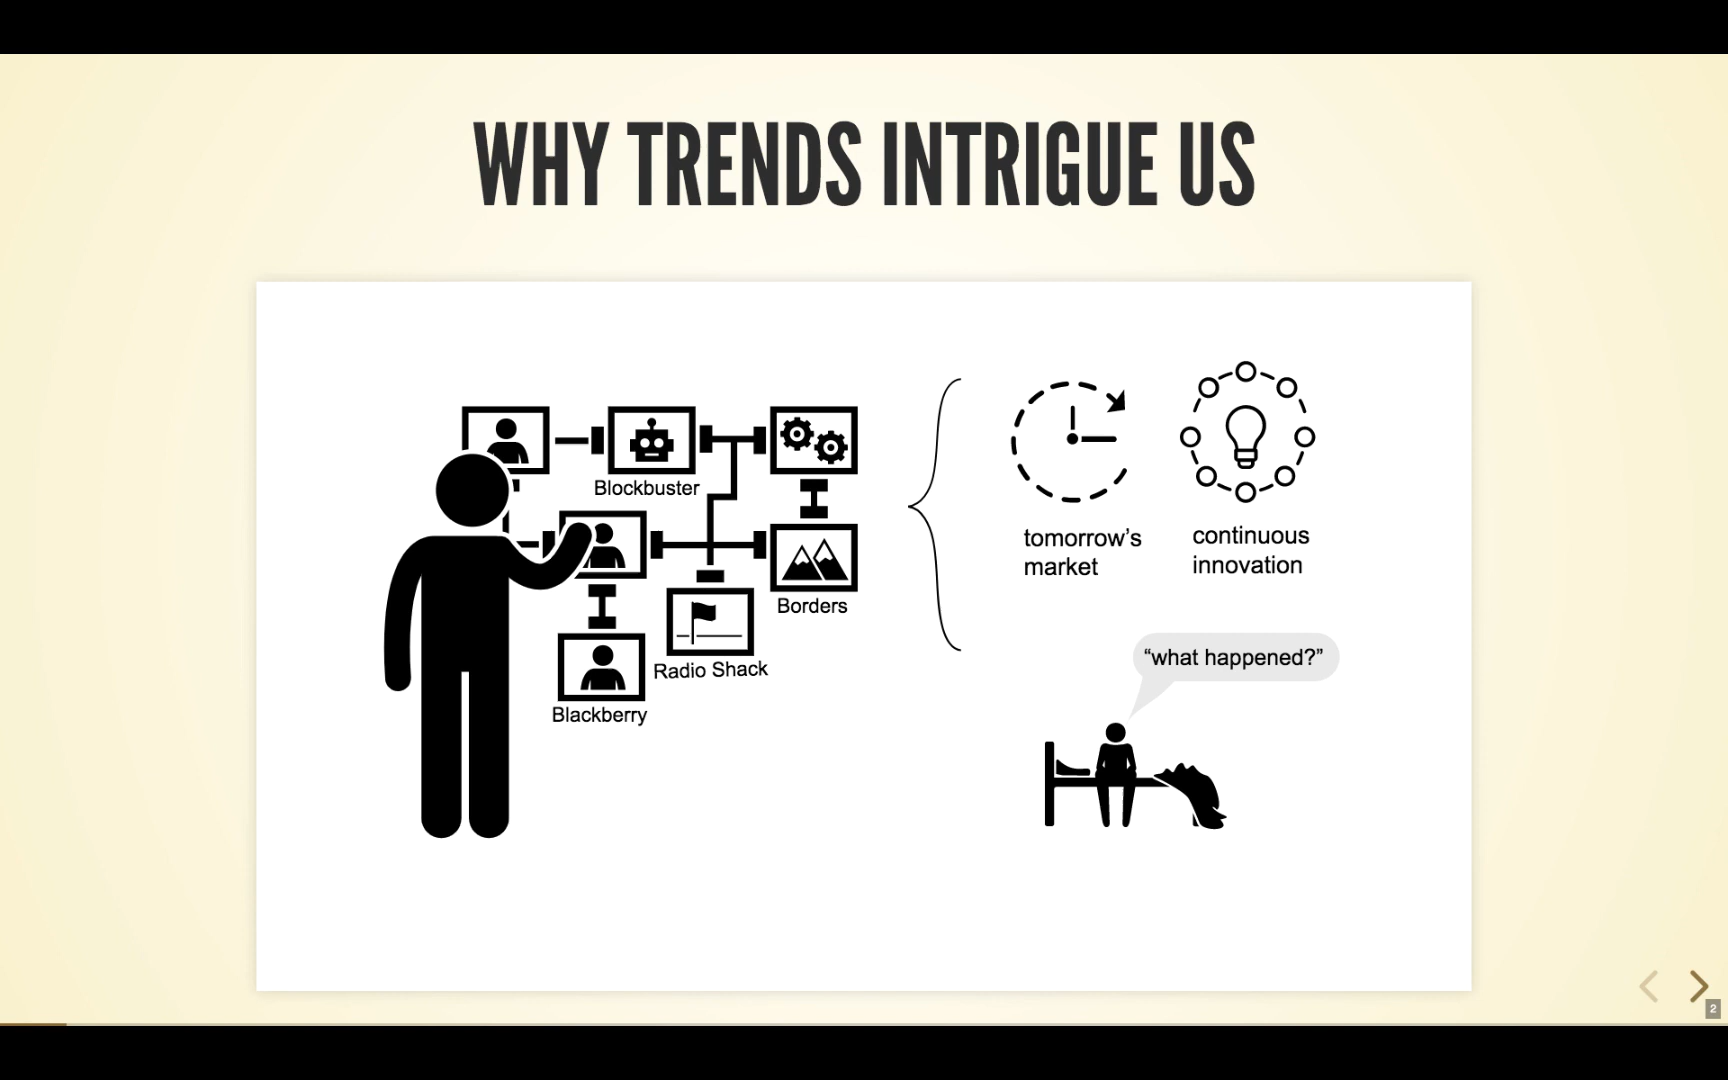 WHY TRENDS INTRIGUE US
Blockbuster
Borders
Radio Shack
Blackberry
tomorrow’s
market
continuous
innovation
“what happened?”
2